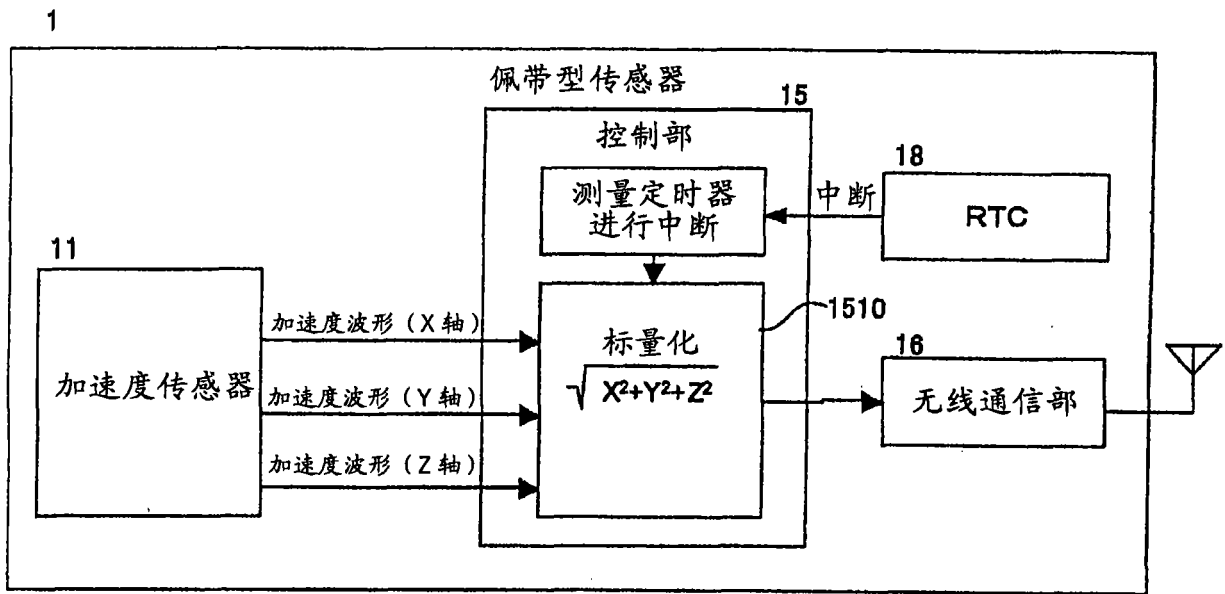 1
佩带型传感器
15
控制部
测量定时器
进行中断
中断
18
RTC
11
加速度传感器
加速度波形（X轴）
加速度波形（Y轴）
加速度波形（Z轴）
标量化
√X²+Y²+Z²
1510
16
无线通信部